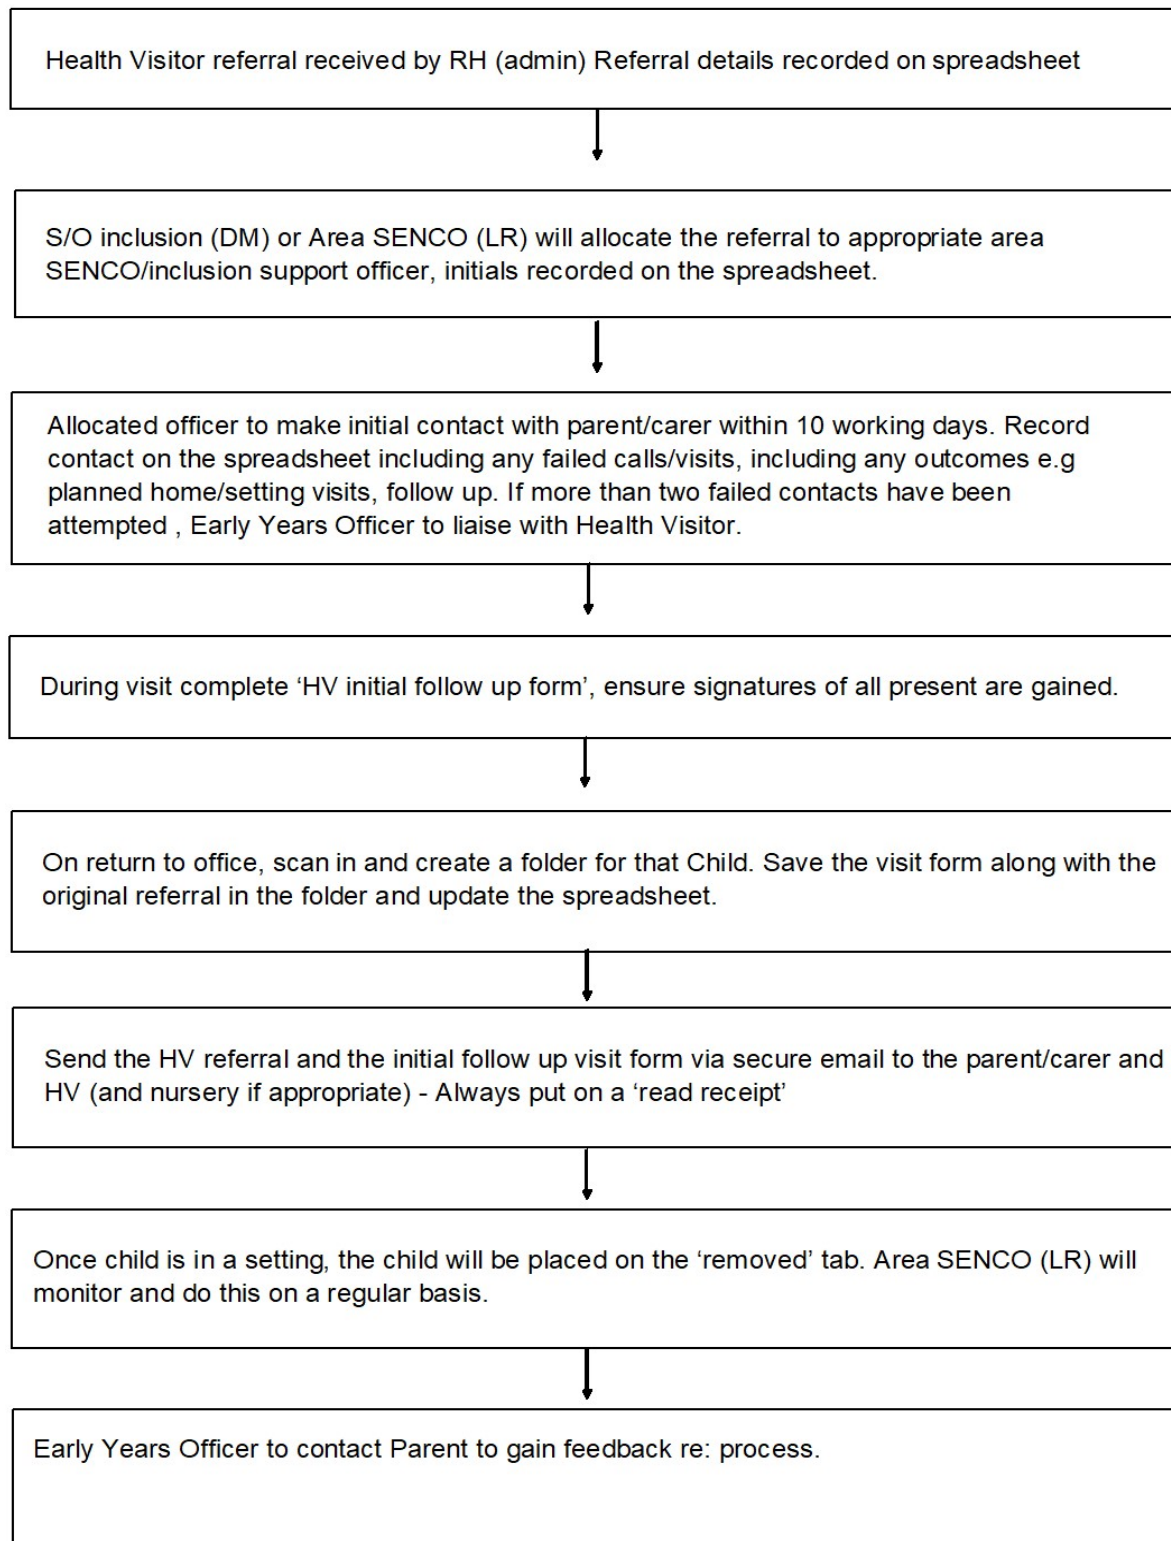 Health Visitor referral received by RH (admin) Referral details recorded on spreadsheet
S/O inclusion (DM) or Area SENCO (LR) will allocate the referral to appropriate area
SENCO/inclusion support officer, initials recorded on the spreadsheet.
Allocated officer to make initial contact with parent/carer within 10 working days. Record
contact on the spreadsheet including any failed calls/visits, including any outcomes e.g
planned home/setting visits, follow up. If more than two failed contacts have been
attempted , Early Years Officer to liaise with Health Visitor.
During visit complete ‘HV initial follow up form’, ensure signatures of all present are gained.
On return to office, scan in and create a folder for that Child. Save the visit form along with the
original referral in the folder and update the spreadsheet.
Send the HV referral and the initial follow up visit form via secure email to the parent/carer and
HV (and nursery if appropriate) - Always put on a ‘read receipt’
Once child is in a setting, the child will be placed on the ‘removed’ tab. Area SENCO (LR) will
monitor and do this on a regular basis.
Early Years Officer to contact Parent to gain feedback re: process.